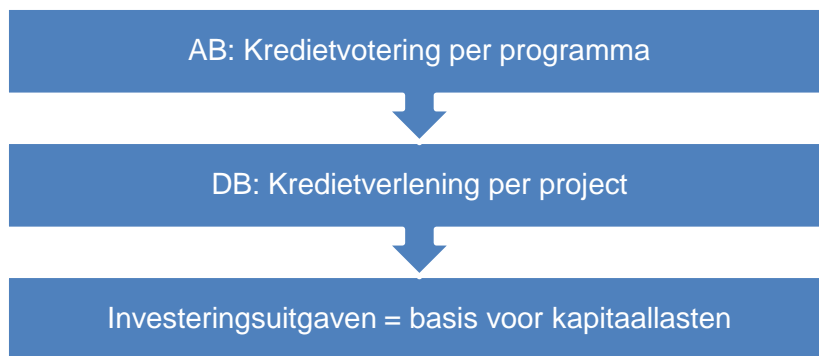 AB: Kredietvotering per programma
DB: Kredietverlening per project
Investeringsuitgaven = basis voor kapitaallasten